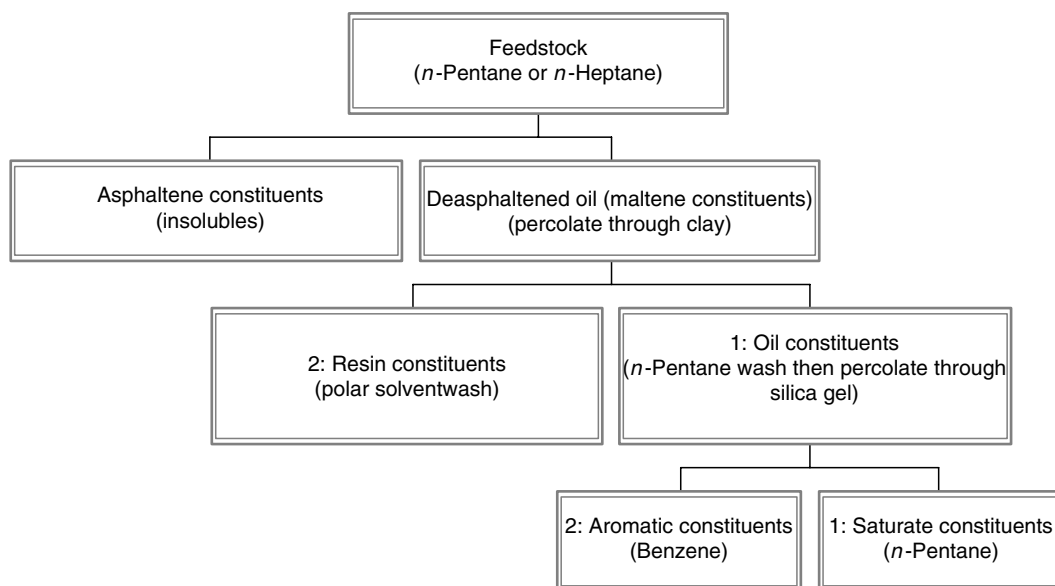 Feedstock
(n-Pentane or n-Heptane)
Asphaltene constituents
(insolubles)
Deasphaltened oil (maltene constituents)
(percolate through clay)
2: Resin constituents
(polar solventwash)
1: Oil constituents
(n-Pentane wash then percolate through
silica gel)
2: Aromatic constituents
(Benzene)
1: Saturate constituents
(n-Pentane)